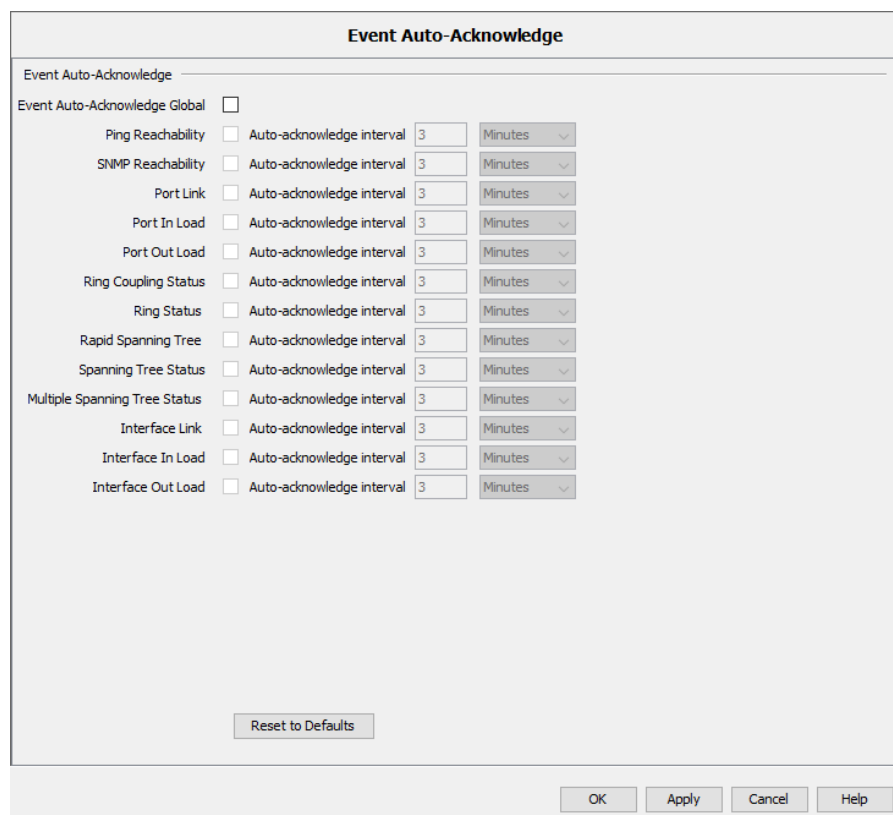 Event Auto-Acknowledge
Event Auto-Acknowledge
Event Auto-Acknowledge Global
Ping Reachability Auto-acknowledge interval 3 Minutes
SNMP Reachability Auto-acknowledge interval 3 Minutes
Port Link Auto-acknowledge interval 3 Minutes
Port In Load Auto-acknowledge interval 3 Minutes
Port Out Load Auto-acknowledge interval 3 Minutes
Ring Coupling Status Auto-acknowledge interval 3 Minutes
Ring Status Auto-acknowledge interval 3 Minutes
Rapid Spanning Tree Auto-acknowledge interval 3 Minutes
Spanning Tree Status Auto-acknowledge interval 3 Minutes
Multiple Spanning Tree Status Auto-acknowledge interval 3 Minutes
Interface Link Auto-acknowledge interval 3 Minutes
Interface In Load Auto-acknowledge interval 3 Minutes
Interface Out Load Auto-acknowledge interval 3 Minutes
Reset to Defaults
OK Apply Cancel Help